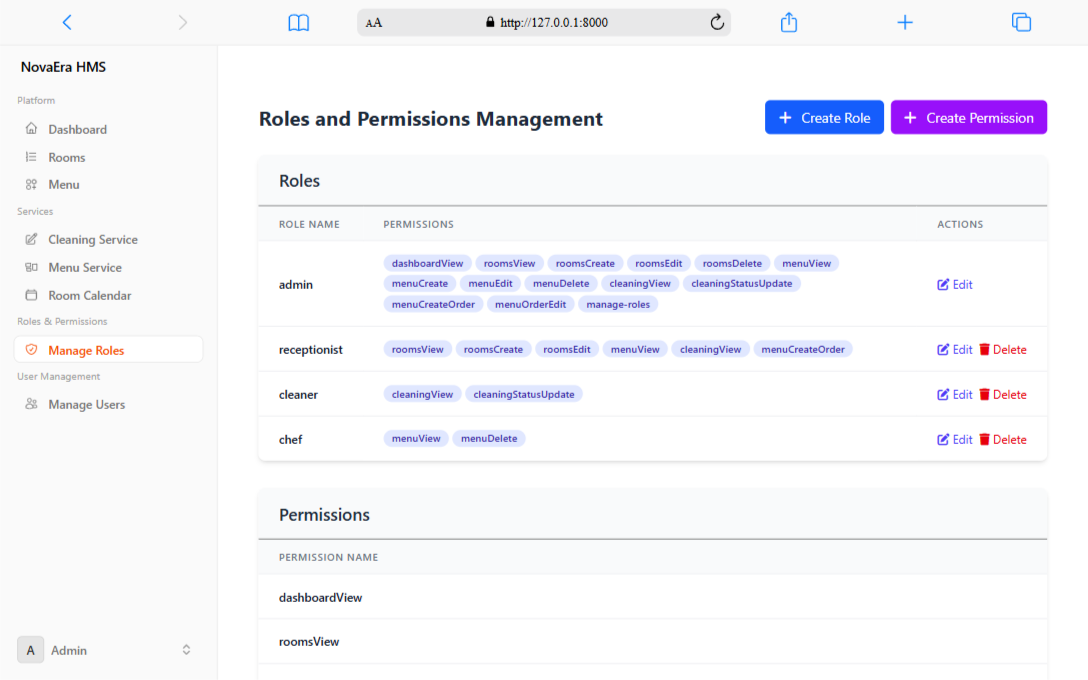 AA http://127.0.0.1:8000
NovaEra HMS
Platform
Dashboard
Rooms
Menu
Services
Cleaning Service
Menu Service
Room Calendar
Roles & Permissions
Manage Roles
User Management
Manage Users
A Admin
Roles and Permissions Management
+ Create Role
+ Create Permission
Roles
ROLE NAME PERMISSIONS ACTIONS
admin
dashboardView roomsView roomsCreate roomsEdit roomsDelete menuView
menuCreate menuEdit menuDelete cleaningView cleaningStatusUpdate
menuCreateOrder menuOrderEdit manage-roles
Edit
receptionist roomsView roomsCreate roomsEdit menuView cleaningView menuCreateOrder Edit Delete
cleaner cleaningView cleaningStatusUpdate Edit Delete
chef menuView menuDelete Edit Delete
Permissions
PERMISSION NAME
dashboardView
roomsView